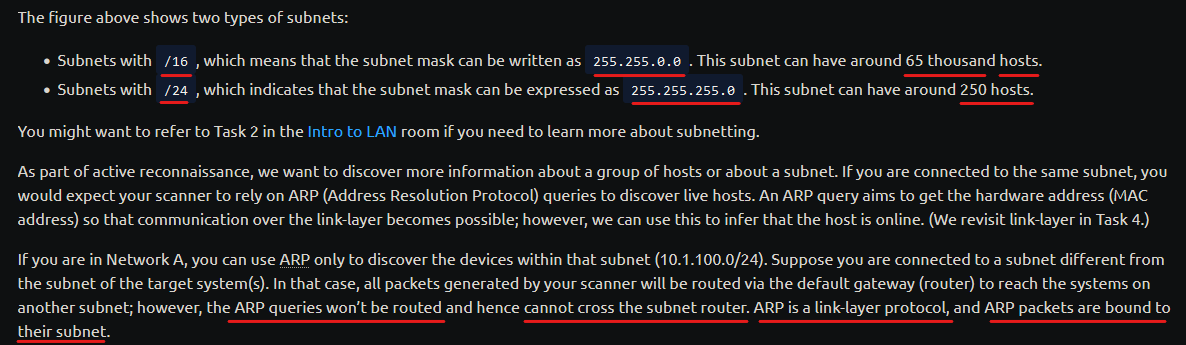 The figure above shows two types of subnets:
• Subnets with /16 , which means that the subnet mask can be written as 255.255.0.0 . This subnet can have around 65 thousand hosts.
• Subnets with /24 , which indicates that the subnet mask can be expressed as 255.255.255.0 . This subnet can have around 250 hosts.
You might want to refer to Task 2 in the Intro to LAN room if you need to learn more about subnetting.
As part of active reconnaissance, we want to discover more information about a group of hosts or about a subnet. If you are connected to the same subnet, you
would expect your scanner to rely on ARP (Address Resolution Protocol) queries to discover live hosts. An ARP query aims to get the hardware address (MAC
address) so that communication over the link-layer becomes possible; however, we can use this to infer that the host is online. (We revisit link-layer in Task 4.)
If you are in Network A, you can use ARP only to discover the devices within that subnet (10.1.100.0/24). Suppose you are connected to a subnet different from
the subnet of the target system(s). In that case, all packets generated by your scanner will be routed via the default gateway (router) to reach the systems on
another subnet; however, the ARP queries won’t be routed and hence cannot cross the subnet router. ARP is a link-layer protocol, and ARP packets are bound to
their subnet.